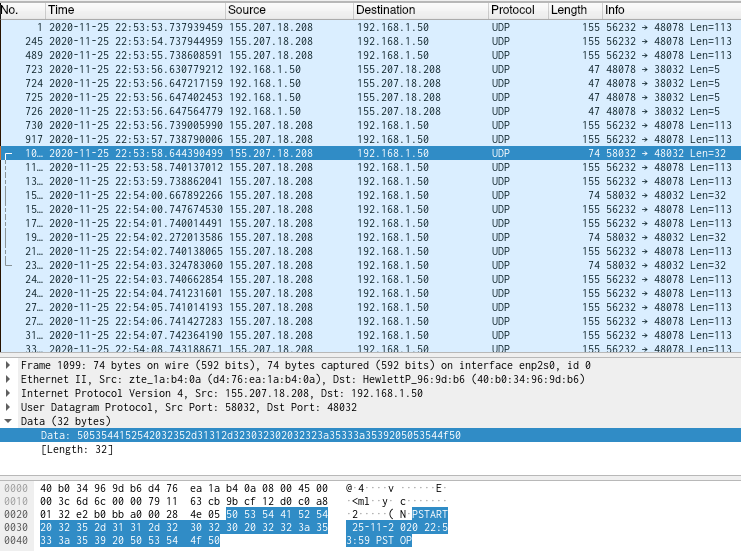 No. Time Source Destination Protocol Length Info
1 2020-11-25 22:53:53.737939459 155.207.18.208 192.168.1.50 UDP 155 56232 → 48078 Len=113
245 2020-11-25 22:53:54.737944959 155.207.18.208 192.168.1.50 UDP 155 56232 → 48078 Len=113
489 2020-11-25 22:53:55.738608591 155.207.18.208 192.168.1.50 UDP 155 56232 → 48078 Len=113
723 2020-11-25 22:53:56.630779212 192.168.1.50 155.207.18.208 UDP 47 48078 → 38032 Len=5
724 2020-11-25 22:53:56.647217159 192.168.1.50 155.207.18.208 UDP 47 48078 → 38032 Len=5
725 2020-11-25 22:53:56.647402453 192.168.1.50 155.207.18.208 UDP 47 48078 → 38032 Len=5
726 2020-11-25 22:53:56.647564779 192.168.1.50 155.207.18.208 UDP 47 48078 → 38032 Len=5
730 2020-11-25 22:53:56.739005990 155.207.18.208 192.168.1.50 UDP 155 56232 → 48078 Len=113
917 2020-11-25 22:53:57.738790006 155.207.18.208 192.168.1.50 UDP 155 56232 → 48078 Len=113
10… 2020-11-25 22:53:58.644390499 155.207.18.208 192.168.1.50 UDP 74 58032 → 48032 Len=32
11… 2020-11-25 22:53:58.740137012 155.207.18.208 192.168.1.50 UDP 155 56232 → 48078 Len=113
13… 2020-11-25 22:53:59.738862041 155.207.18.208 192.168.1.50 UDP 155 56232 → 48078 Len=113
15… 2020-11-25 22:54:00.667892266 155.207.18.208 192.168.1.50 UDP 74 58032 → 48032 Len=32
15… 2020-11-25 22:54:00.747674530 155.207.18.208 192.168.1.50 UDP 155 56232 → 48078 Len=113
17… 2020-11-25 22:54:01.740014491 155.207.18.208 192.168.1.50 UDP 155 56232 → 48078 Len=113
19… 2020-11-25 22:54:02.272013586 155.207.18.208 192.168.1.50 UDP 74 58032 → 48032 Len=32
21… 2020-11-25 22:54:02.740138065 155.207.18.208 192.168.1.50 UDP 155 56232 → 48078 Len=113
23… 2020-11-25 22:54:03.324783060 155.207.18.208 192.168.1.50 UDP 74 58032 → 48032 Len=32
24… 2020-11-25 22:54:03.740662854 155.207.18.208 192.168.1.50 UDP 155 56232 → 48078 Len=113
24… 2020-11-25 22:54:04.741231601 155.207.18.208 192.168.1.50 UDP 155 56232 → 48078 Len=113
27… 2020-11-25 22:54:05.741014193 155.207.18.208 192.168.1.50 UDP 155 56232 → 48078 Len=113
27… 2020-11-25 22:54:06.741427283 155.207.18.208 192.168.1.50 UDP 155 56232 → 48078 Len=113
31… 2020-11-25 22:54:07.742364190 155.207.18.208 192.168.1.50 UDP 155 56232 → 48078 Len=113
33… 2020-11-25 22:54:08.743188671 155.207.18.208 192.168.1.50 UDP 155 56232 → 48078 Len=113
Frame 1099: 74 bytes on wire (592 bits), 74 bytes captured (592 bits) on interface enp2s0, id 0
Ethernet II, Src: zte_1a:b4:0a (d4:76:ea:1a:b4:0a), Dst: HewlettP_96:9d:b6 (40:b0:34:96:9d:b6)
Internet Protocol Version 4, Src: 155.207.18.208, Dst: 192.168.1.50
User Datagram Protocol, Src Port: 58032, Dst Port: 48032
Data (32 bytes)
Data: 5053544152542032352d31312d323032302032323a35333a3539205053544f50
[Length: 32]
0000 40 b0 34 96 9d b6 d4 76 ea 1a b4 0a 08 00 45 00 @·4····v ······E·
0010 00 3c 6d 6c 00 00 79 11 63 cb 9b cf 12 d0 c0 a8 ·<ml··y· c·······
0020 01 32 e2 b0 bb a0 00 28 4e 05 50 53 54 41 52 54 ·2·····( N·PSTART
0030 20 32 35 2d 31 31 2d 32 30 32 30 20 32 32 3a 35 25-11-2 020 22:5
0040 33 3a 35 39 20 50 53 54 4f 50 3:59 PST OP